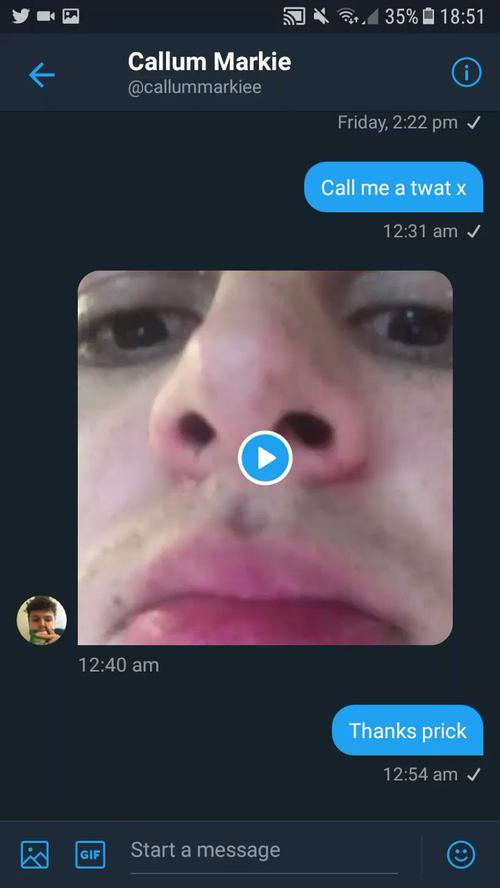 35% 18:51
Callum Markie
@callummarkiee
Friday, 2:22 pm
Call me a twat x
12:31 am
12:40 am
Thanks prick
12:54 am
GIF
Start a message